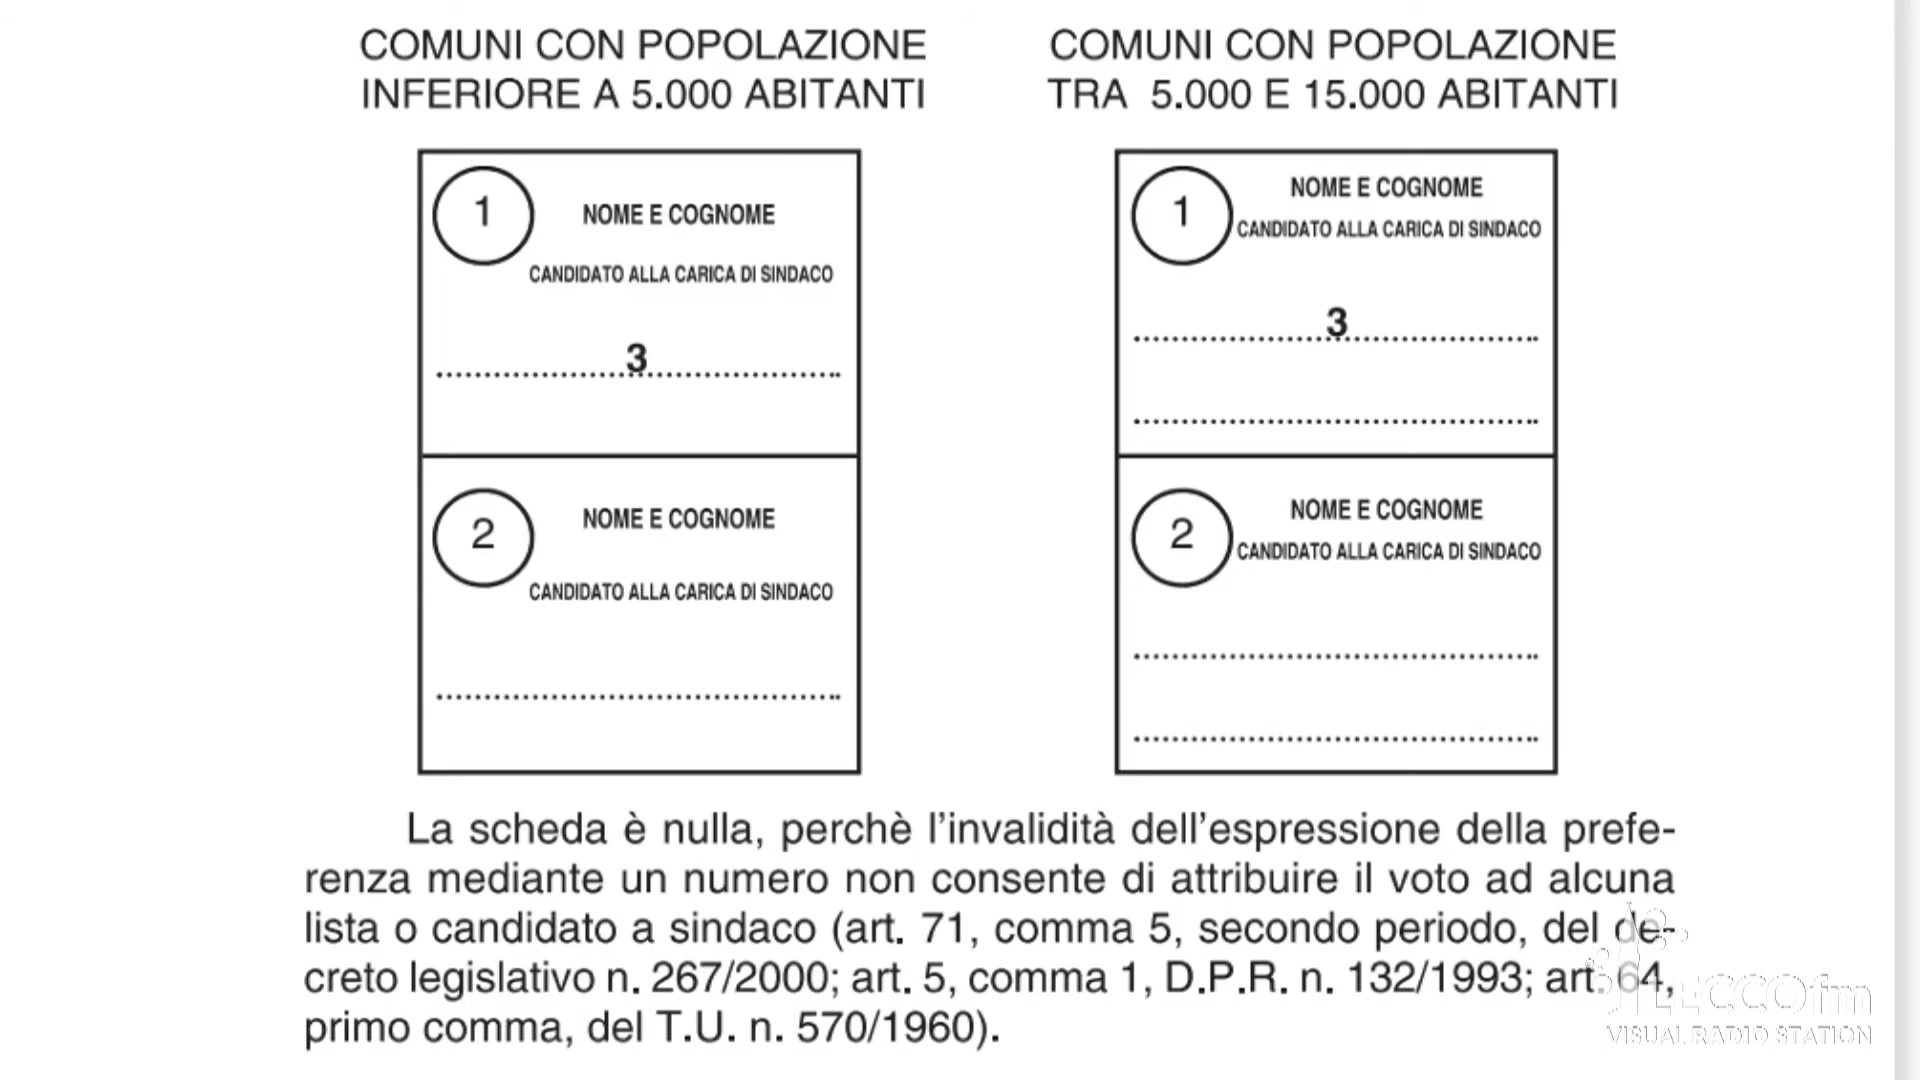 COMUNI CON POPOLAZIONE
INFERIORE A 5.000 ABITANTI
1
NOME E COGNOME
CANDIDATO ALLA CARICA DI SINDACO
3
2
NOME E COGNOME
CANDIDATO ALLA CARICA DI SINDACO
COMUNI CON POPOLAZIONE
TRA 5.000 E 15.000 ABITANTI
1
NOME E COGNOME
CANDIDATO ALLA CARICA DI SINDACO
3
2
NOME E COGNOME
CANDIDATO ALLA CARICA DI SINDACO
La scheda è nulla, perchè l'invalidità dell'espressione della prefe-
renza mediante un numero non consente di attribuire il voto ad alcuna
lista o candidato a sindaco (art. 71, comma 5, secondo periodo, del de-
creto legislativo n. 267/2000; art. 5, comma 1, D.P.R. n. 132/1993; art. 64,
primo comma, del T.U. n. 570/1960).
LECCOfm
VISUAL RADIO STATION